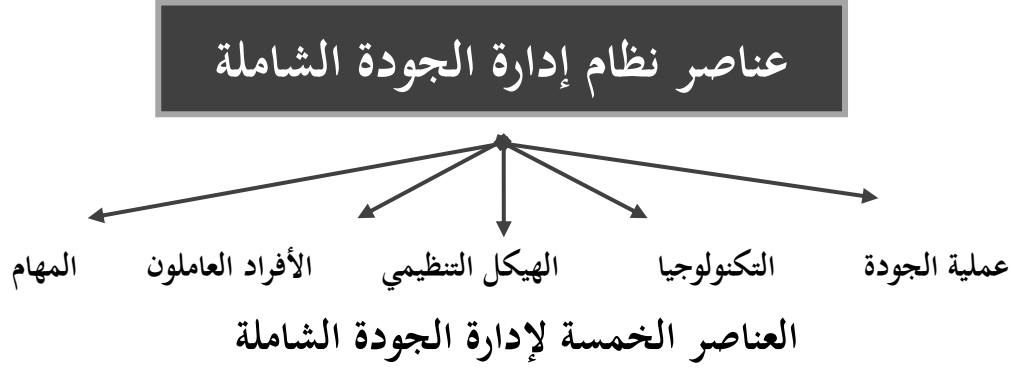 عناصر نظام إدارة الجودة الشاملة
عملية الجودة التكنولوجيا الهيكل التنظيمي الأفراد العاملون المهام
العناصر الخمسة لإدارة الجودة الشاملة